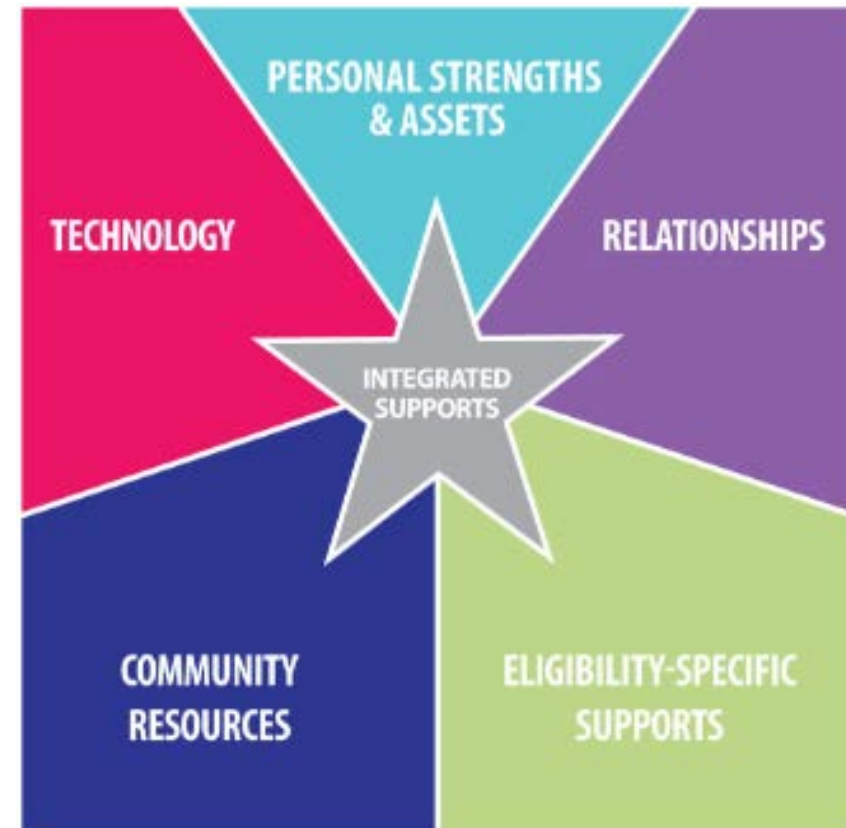 PERSONAL STRENGTHS
& ASSETS
TECHNOLOGY
RELATIONSHIPS
INTEGRATED
SUPPORTS
COMMUNITY
RESOURCES
ELIGIBILITY-SPECIFIC
SUPPORTS